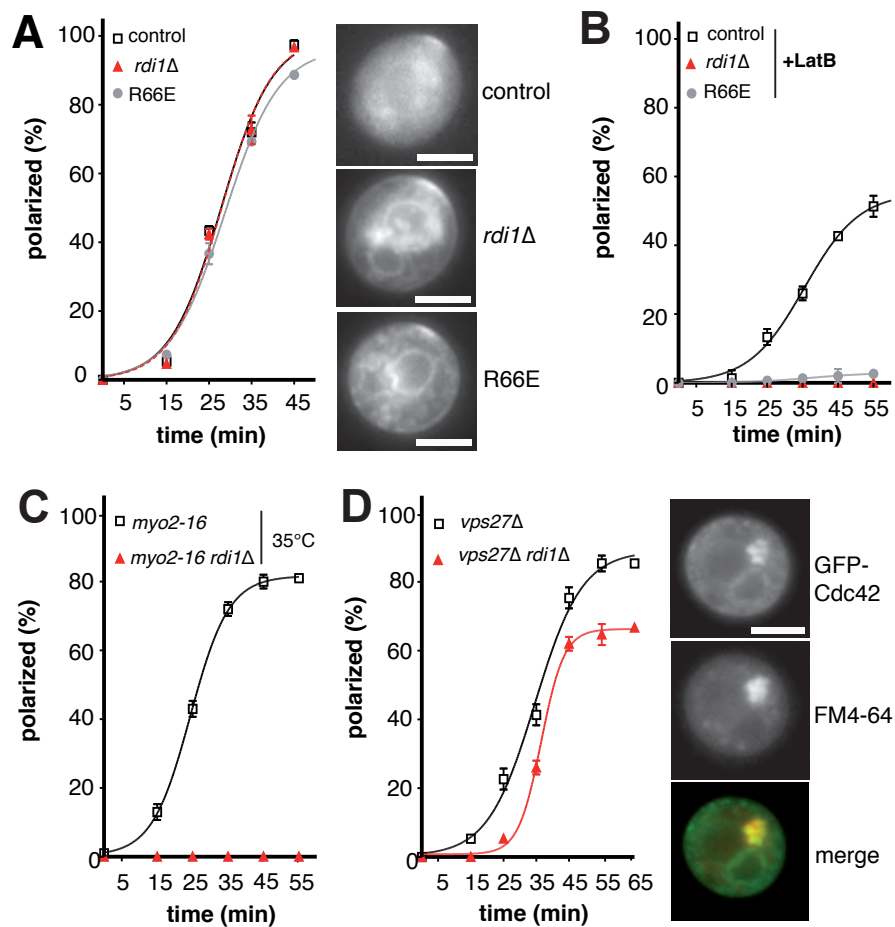 A
100
80
60
40
20
0
polarized (%)
control
rdi1Δ
R66E
5 15 25 35 45
time (min)
control
rdi1Δ
R66E
B
100
80
60
40
20
0
polarized (%)
control
rdi1Δ
R66E
+LatB
5 15 25 35 45 55
time (min)
C
100
80
60
40
20
0
polarized (%)
myo2-16
myo2-16 rdi1Δ
35°C
5 15 25 35 45 55
time (min)
D
100
80
60
40
20
0
polarized (%)
vps27Δ
vps27Δ rdi1Δ
5 15 25 35 45 55 65
time (min)
GFP-
Cdc42
FM4-64
merge